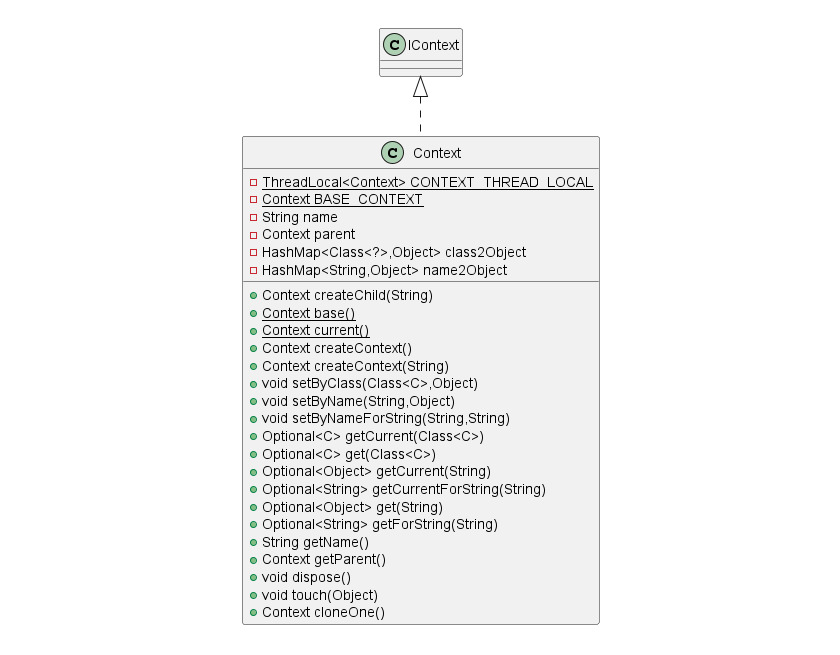 C IContext
C Context
ThreadLocal<Context> CONTEXT_THREAD_LOCAL
Context BASE_CONTEXT
String name
Context parent
HashMap<Class<?>,Object> class2Object
HashMap<String,Object> name2Object
Context createChild(String)
Context base()
Context current()
Context createContext()
Context createContext(String)
void setByClass(Class<C>,Object)
void setByName(String,Object)
void setByNameForString(String,String)
Optional<C> getCurrent(Class<C>)
Optional<C> get(Class<C>)
Optional<Object> getCurrent(String)
Optional<String> getCurrentForString(String)
Optional<Object> get(String)
Optional<String> getForString(String)
String getName()
Context getParent()
void dispose()
void touch(Object)
Context cloneOne()